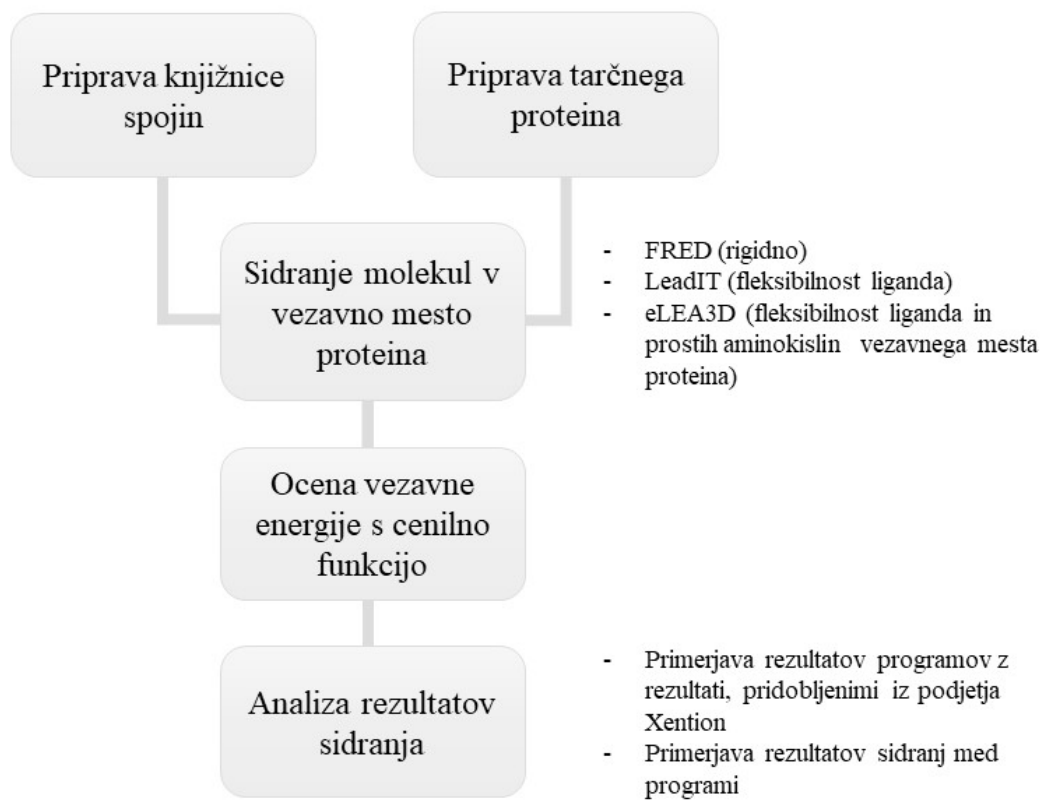 Priprava knjižnice
spojin
Priprava tarčnega
proteina
Sidranje molekul v
vezavno mesto
proteina
- FRED (rigidno)
- LeadIT (fleksibilnost liganda)
- eLEA3D (fleksibilnost liganda in
prostih aminokislin vezavnega mesta
proteina)
Ocena vezavne
energije s cenilno
funkcijo
Analiza rezultatov
sidranja
- Primerjava rezultatov programov z
rezultati, pridobljenimi iz podjetja
Xention
- Primerjava rezultatov sidranj med
programi